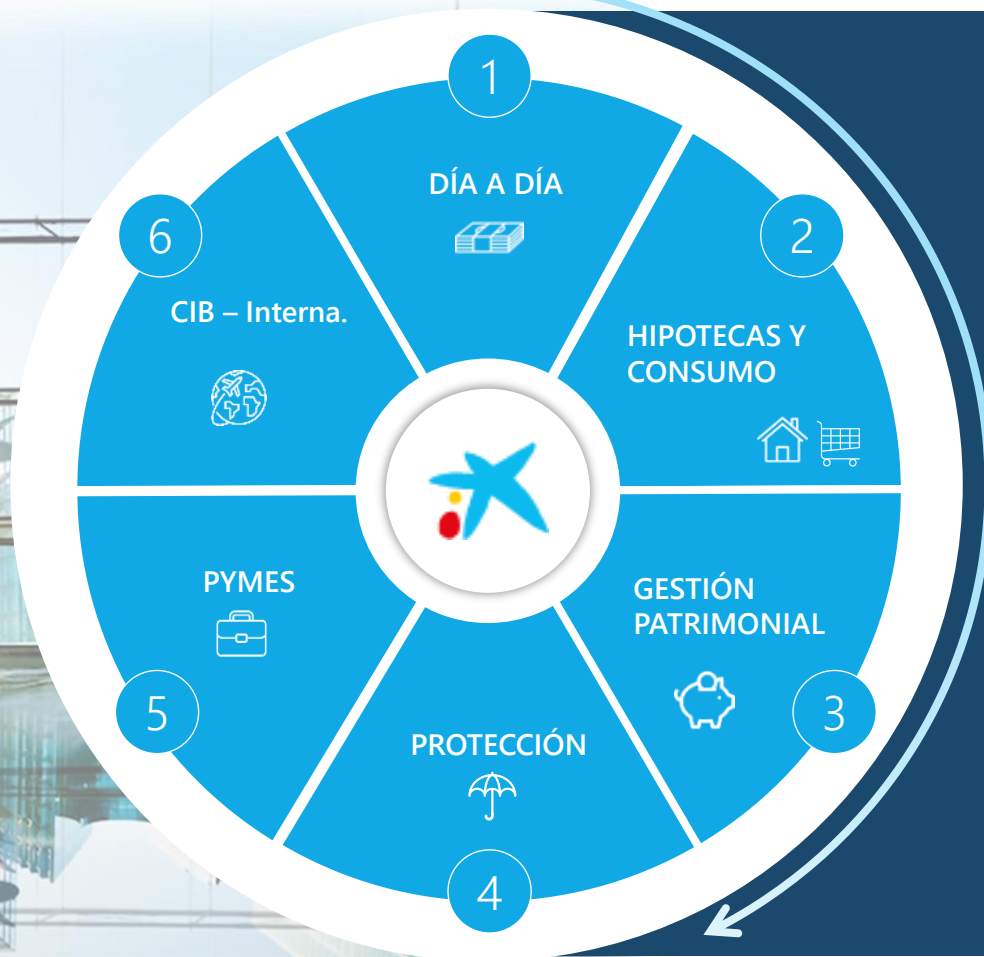 1
DÍA A DÍA
2
HIPOTECAS Y
CONSUMO
3
GESTIÓN
PATRIMONIAL
4
PROTECCIÓN
5
PYMES
6
CIB – Interna.